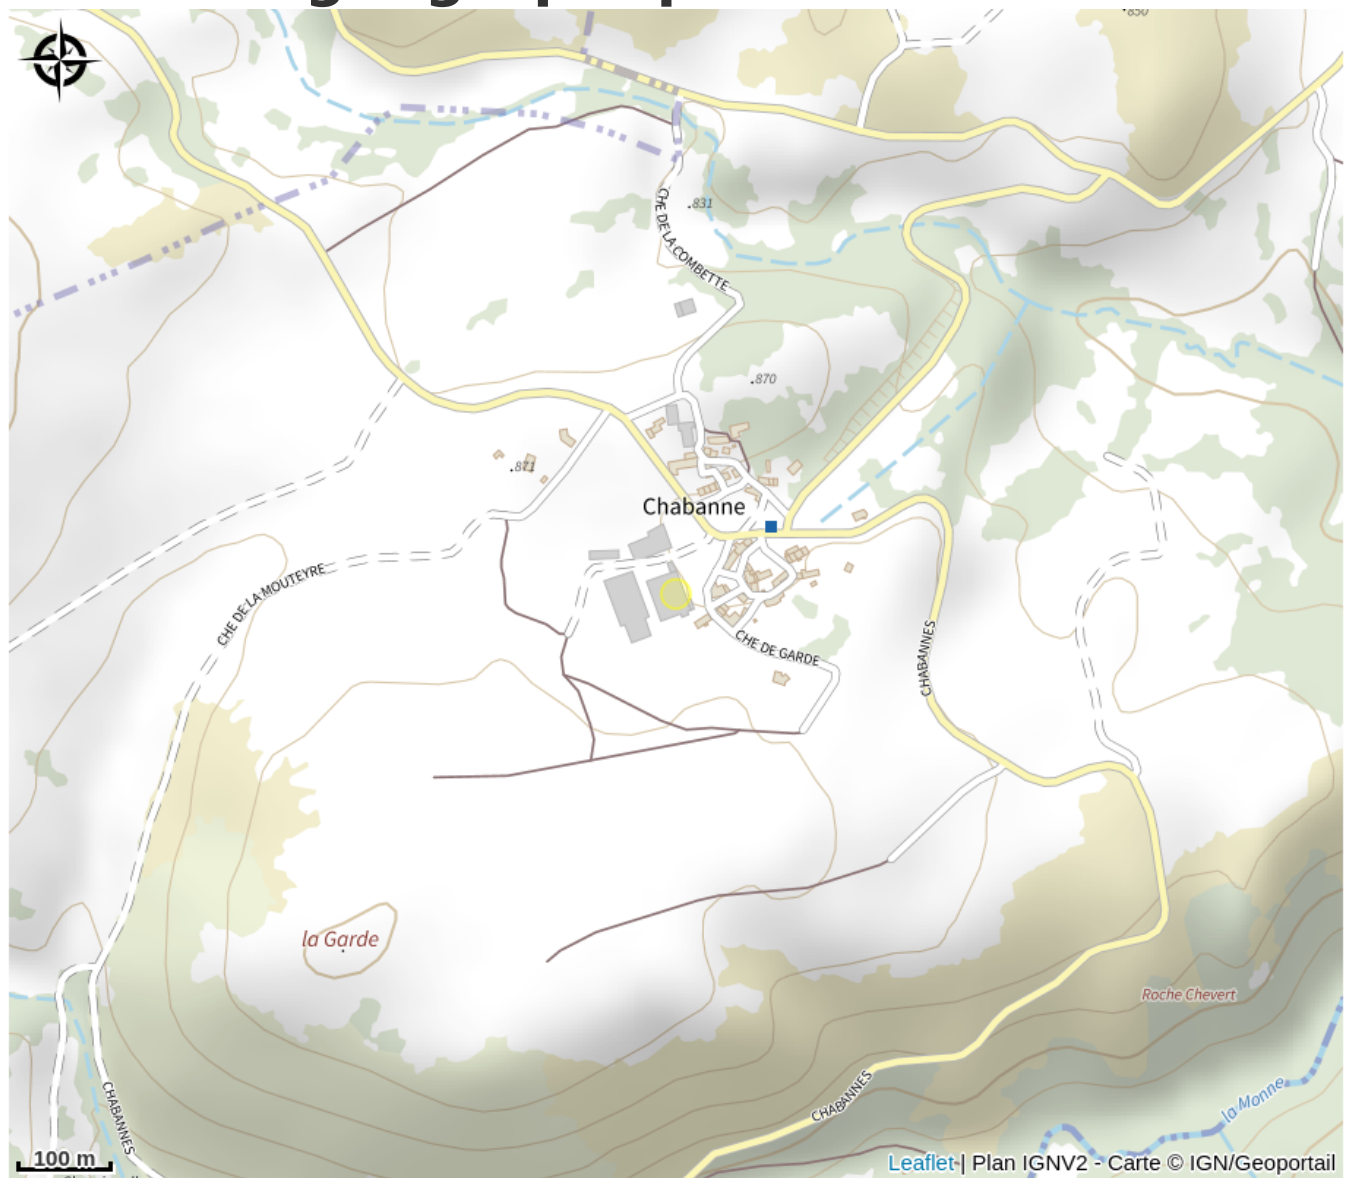 850
CHE DE LA COMBETTE
831
870
871
Chabanne
CHE DE LA MOUTEYRE
CHE DE GARDE
CHABANNES
la Garde
Roche Chevert
CHABANNES
CHABANNES
la Monne
100 m
Leaflet | Plan IGNV2 - Carte © IGN/Geoportail